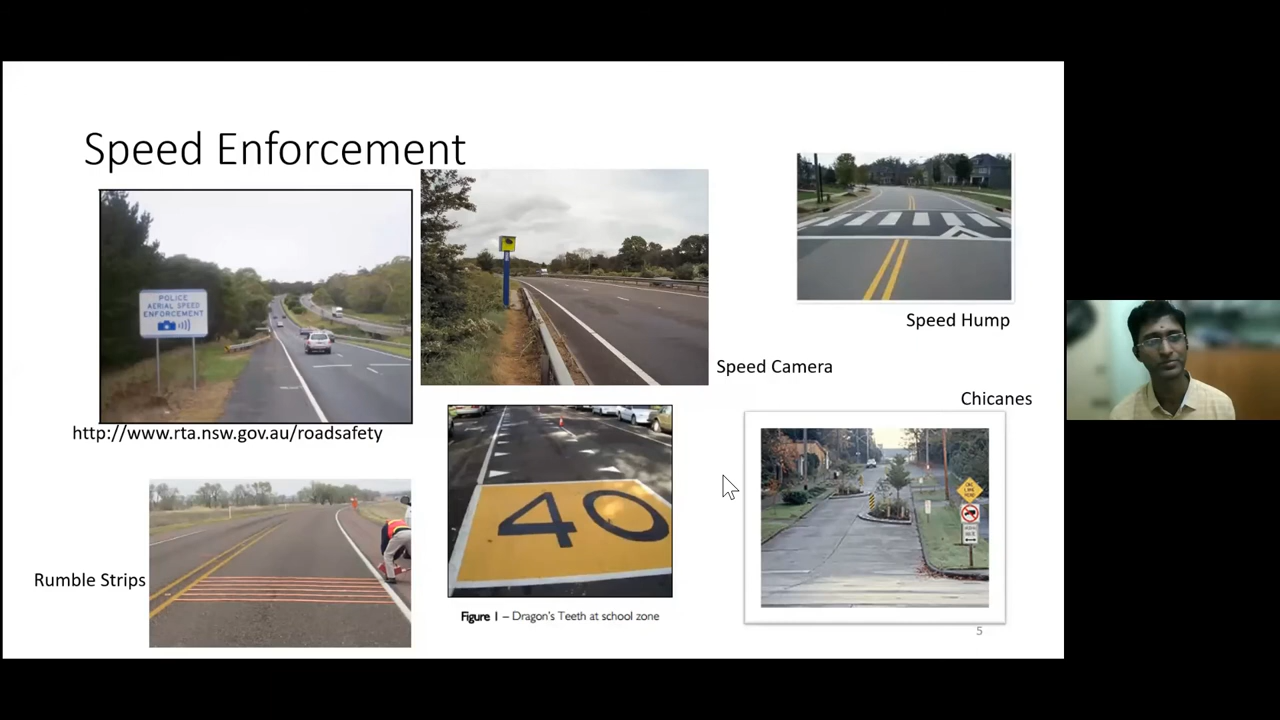 Speed Enforcement
POLICE
AERIAL SPEED
ENFORCEMENT
http://www.rta.nsw.gov.au/roadsafety
Speed Camera
Speed Hump
Chicanes
Rumble Strips
40
Figure 1 – Dragon's Teeth at school zone
5